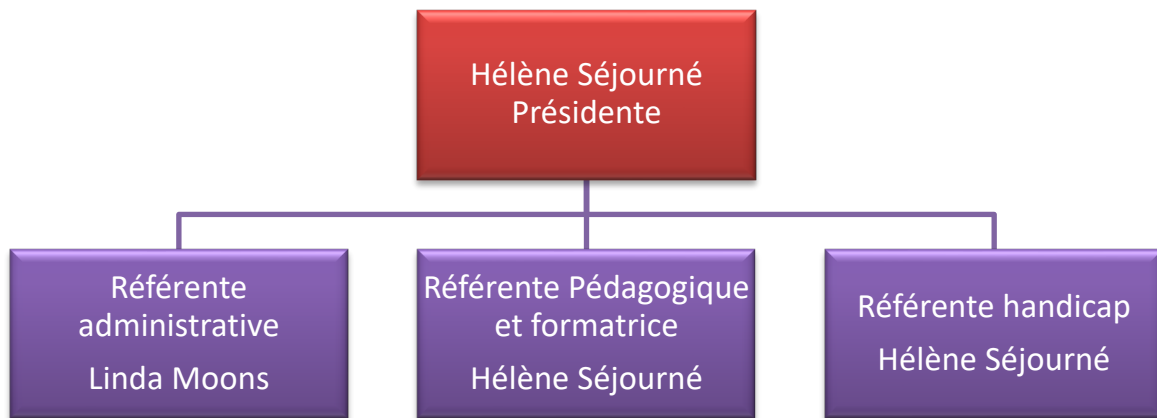 Hélène Séjourné
Présidente
Référente
administrative
Linda Moons
Référente Pédagogique
et formatrice
Hélène Séjourné
Référente handicap
Hélène Séjourné